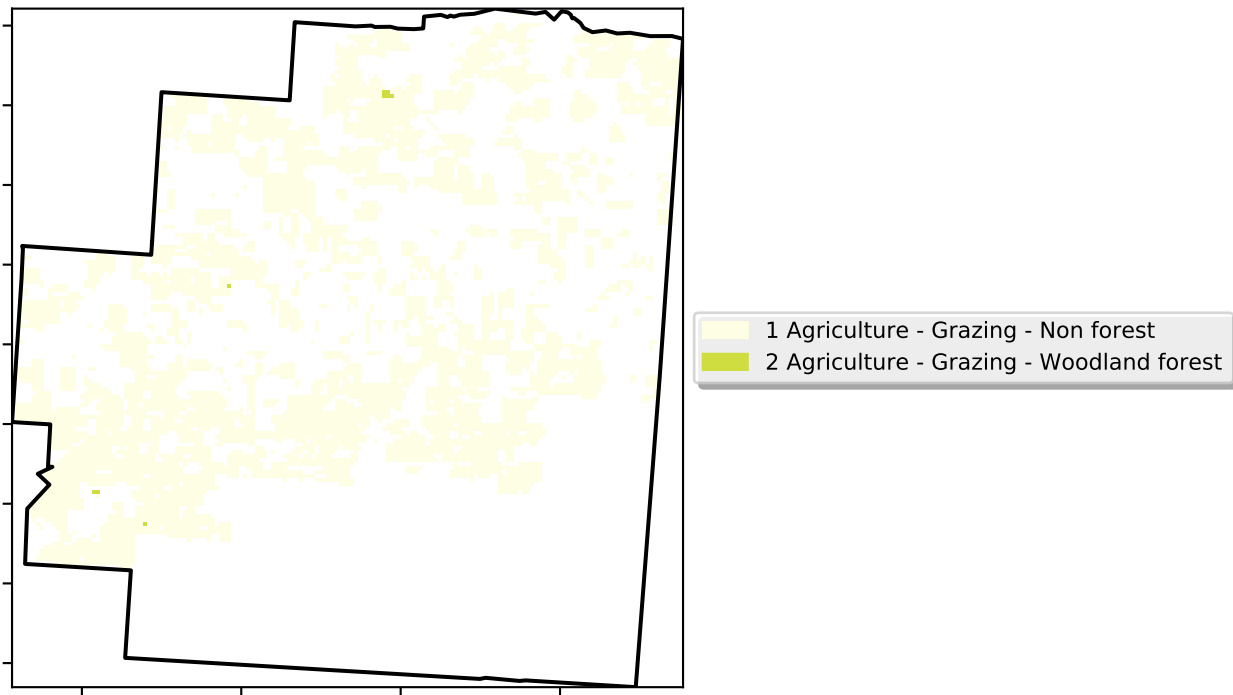 1 Agriculture - Grazing - Non forest
2 Agriculture - Grazing - Woodland forest